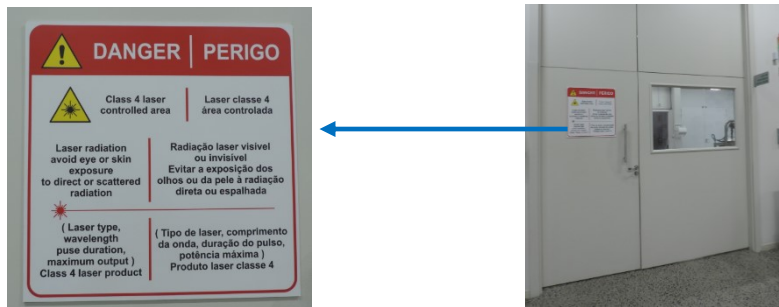 DANGER | PERIGO
Class 4 laser
controlled area
Laser classe 4
área controlada
Laser radiation
avoid eye or skin
exposure
to direct or scattered
radiation
Radiação laser visivel
ou invisível
Evitar a exposição dos
olhos ou da pele à radiação
direta ou espalhada
( Laser type,
wavelength
puse duration,
maximum output )
Class 4 laser product
( Tipo de laser, comprimento
da onda, duração do pulso,
potência máxima )
Produto laser classe 4
DANGER | PERIGO